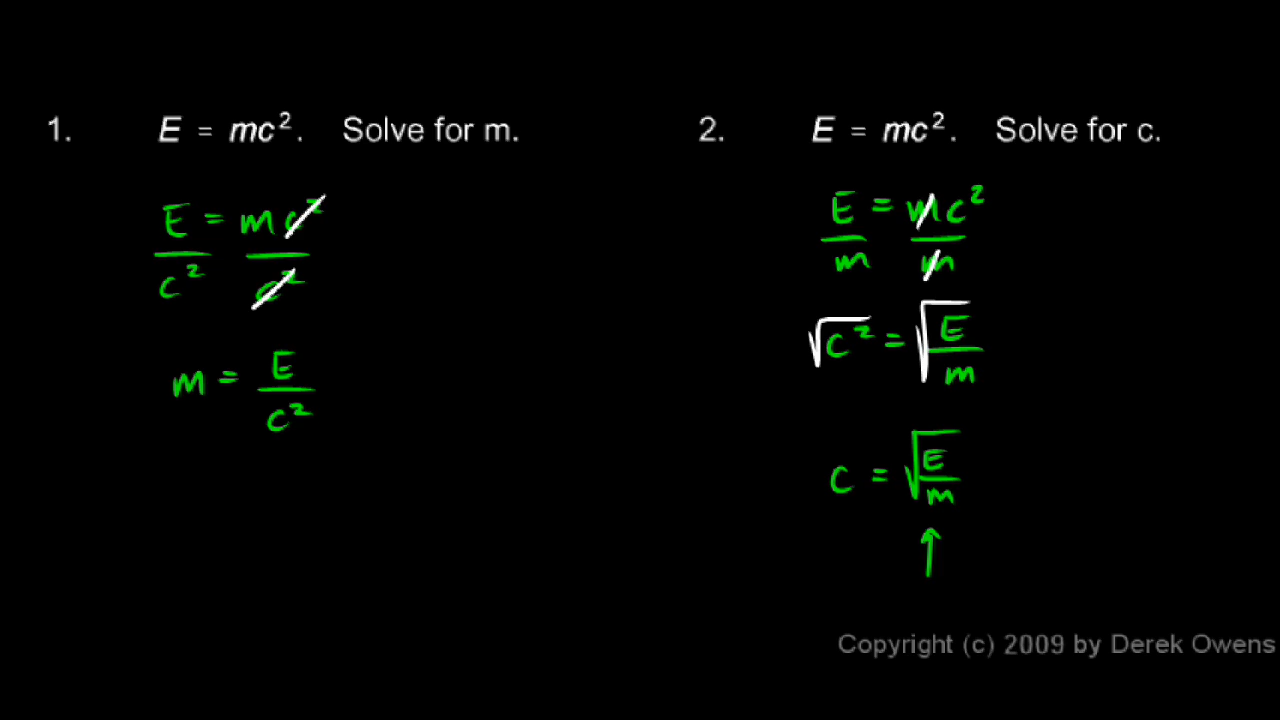 1. E = mc². Solve for m.
E = mc²
c² c²
m = E
c²
2. E = mc². Solve for c.
E = mc²
m m
√c² = √E
m
c = √E
m
↑
Copyright (c) 2009 by Derek Owens